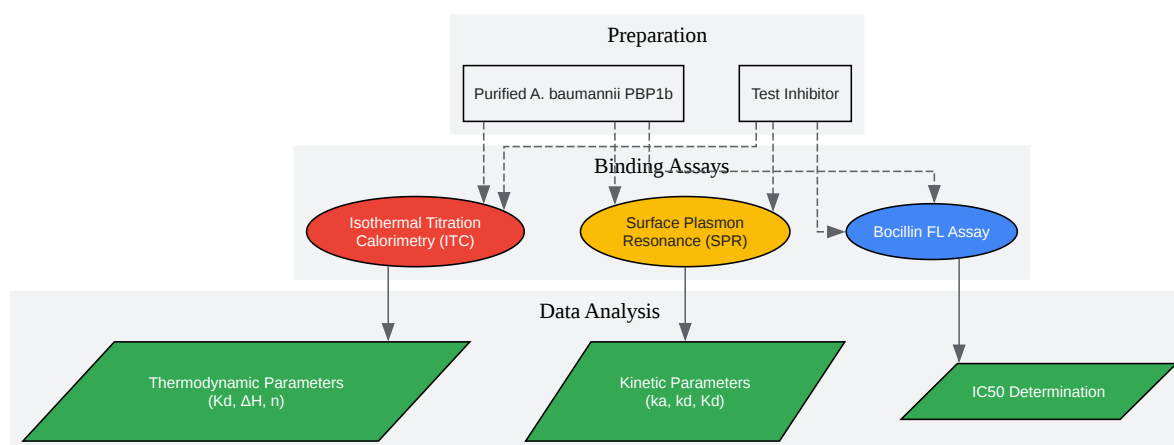 Preparation
Purified A. baumannii PBP1b
Test Inhibitor
Binding Assays
Isothermal Titration
Calorimetry (ITC)
Surface Plasmon
Resonance (SPR)
Bocillin FL Assay
Data Analysis
Thermodynamic Parameters
(Kd, ΔH, n)
Kinetic Parameters
(ka, kd, Kd)
IC50 Determination